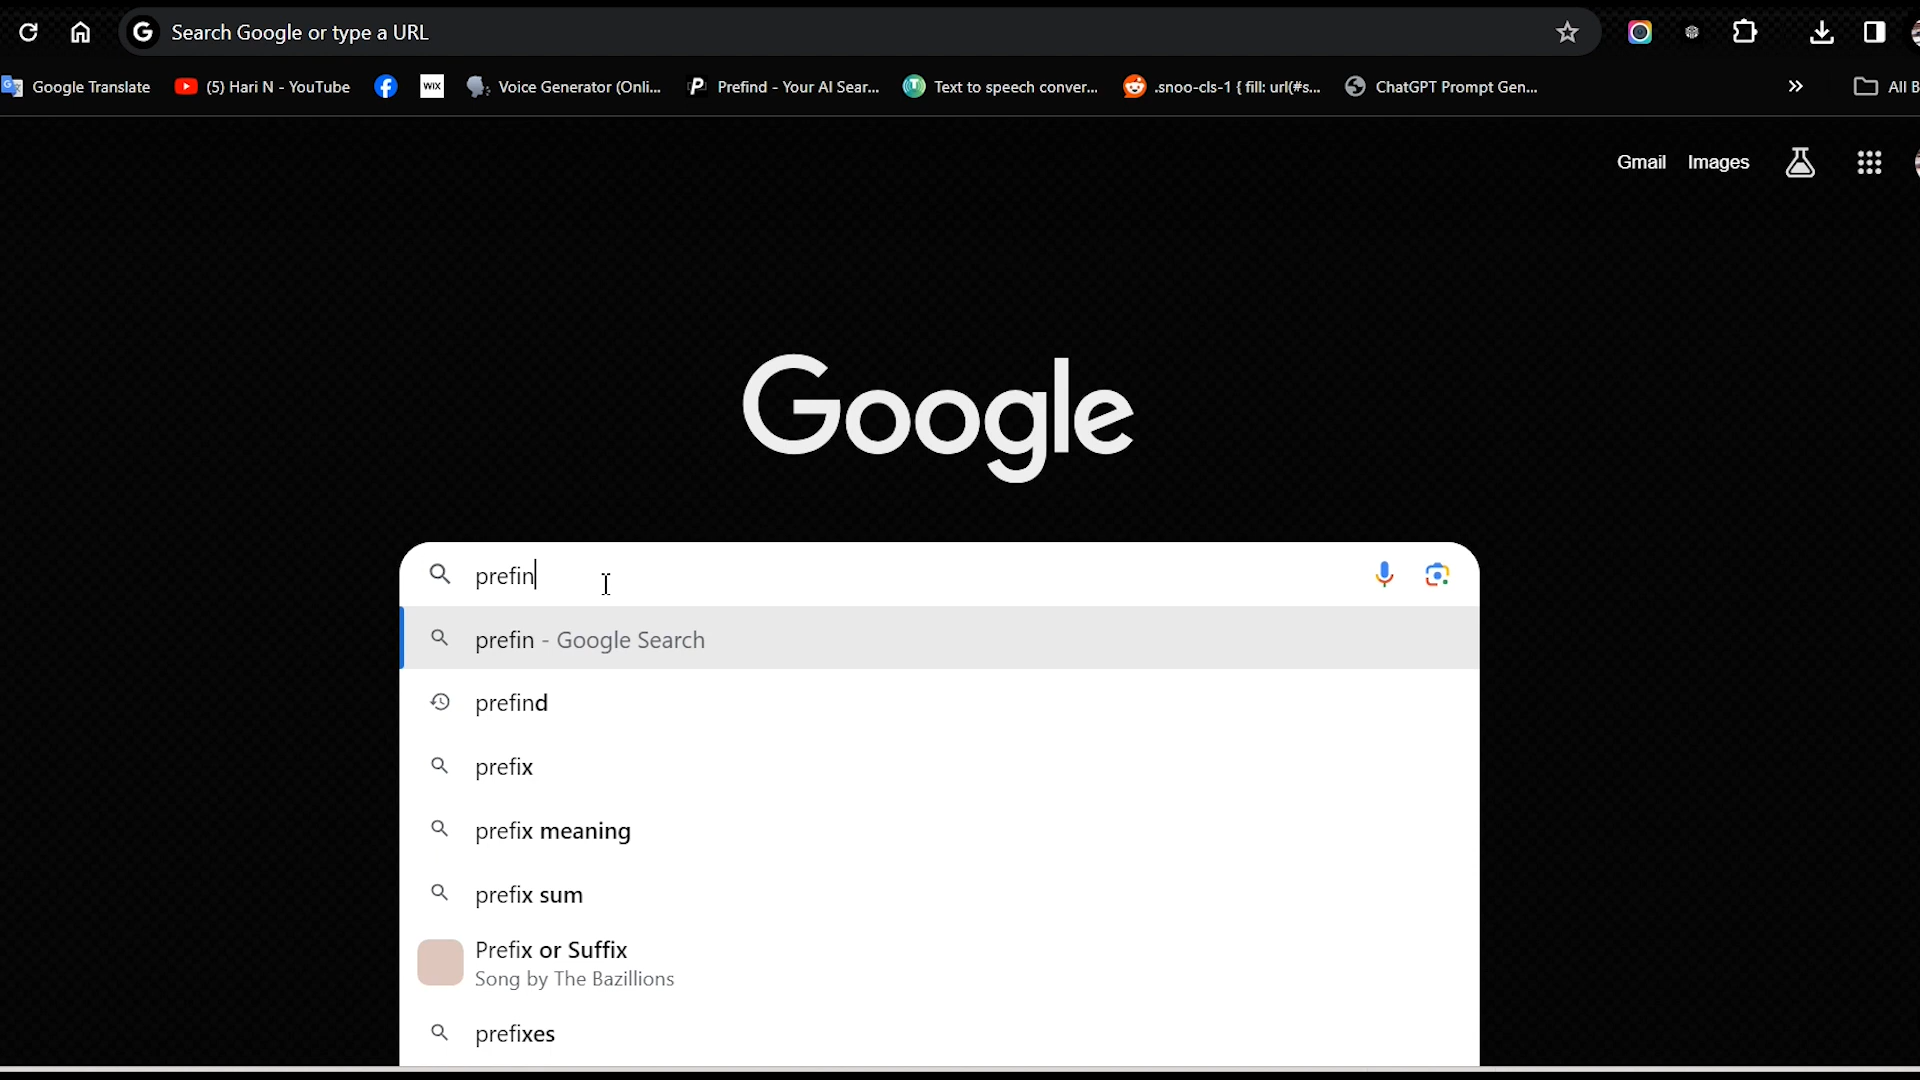 Search Google or type a URL
Google Translate
(5) Hari N - YouTube
WIX
Voice Generator (Onli...
Prefind - Your AI Sear...
Text to speech conver...
.snoo-cls-1 { fill: url(#s...
ChatGPT Prompt Gen...
»
All B
Gmail
Images
Google
prefin
prefin - Google Search
prefind
prefix
prefix meaning
prefix sum
Prefix or Suffix
Song by The Bazillions
prefixes